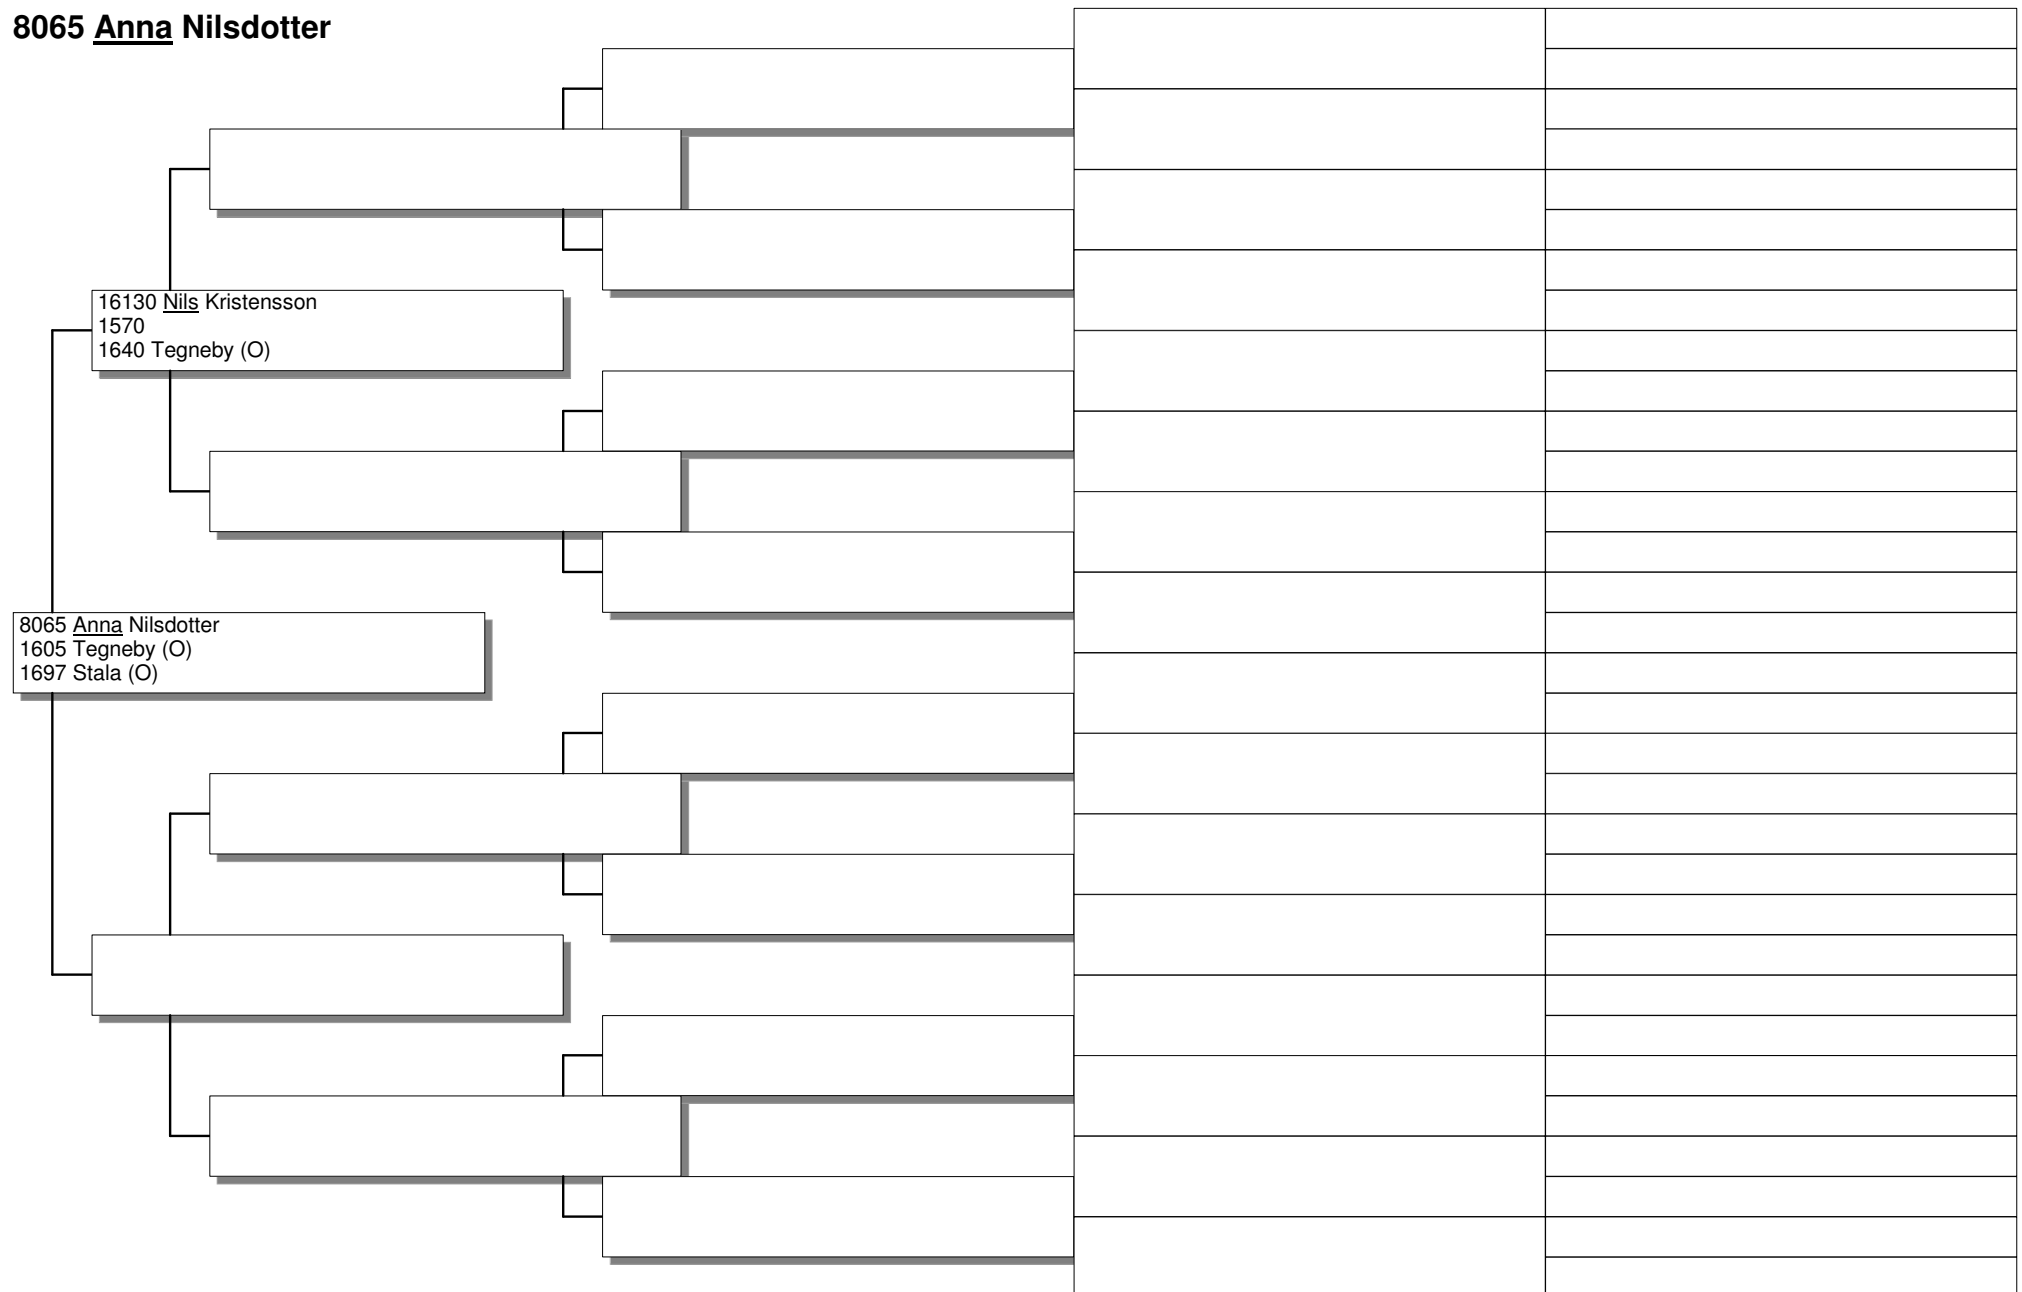 8065 Anna Nilsdotter
16130 Nils Kristensson
1570
1640 Tegneby (O)
8065 Anna Nilsdotter
1605 Tegneby (O)
1697 Stala (O)